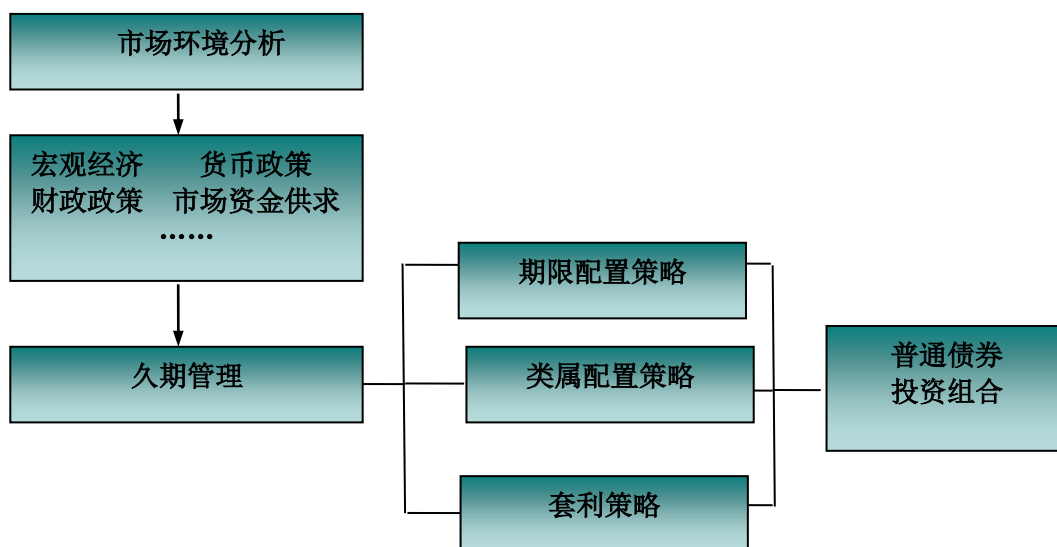 市场环境分析
宏观经济 货币政策
财政政策 市场资金供求
……
期限配置策略
久期管理
类属配置策略
普通债券
投资组合
套利策略